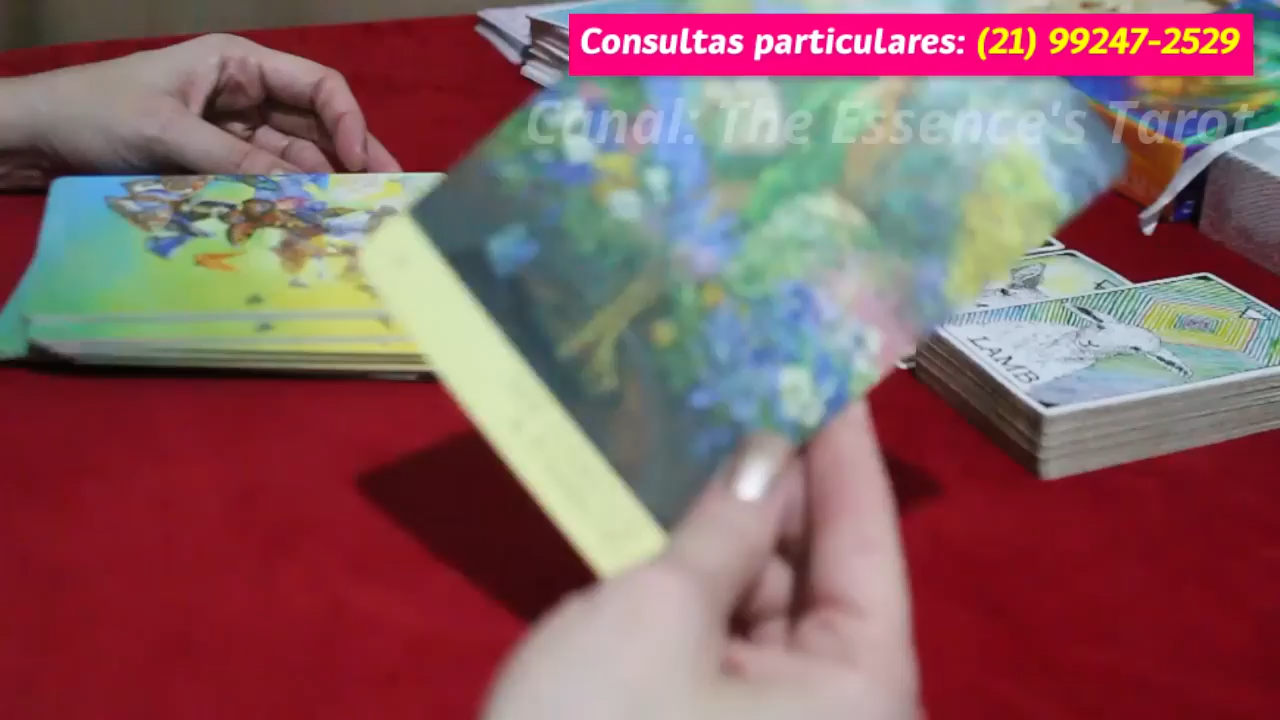 Consultas particulares: (21) 99247-2529
Canal: The Essence's Tarot
LAMB